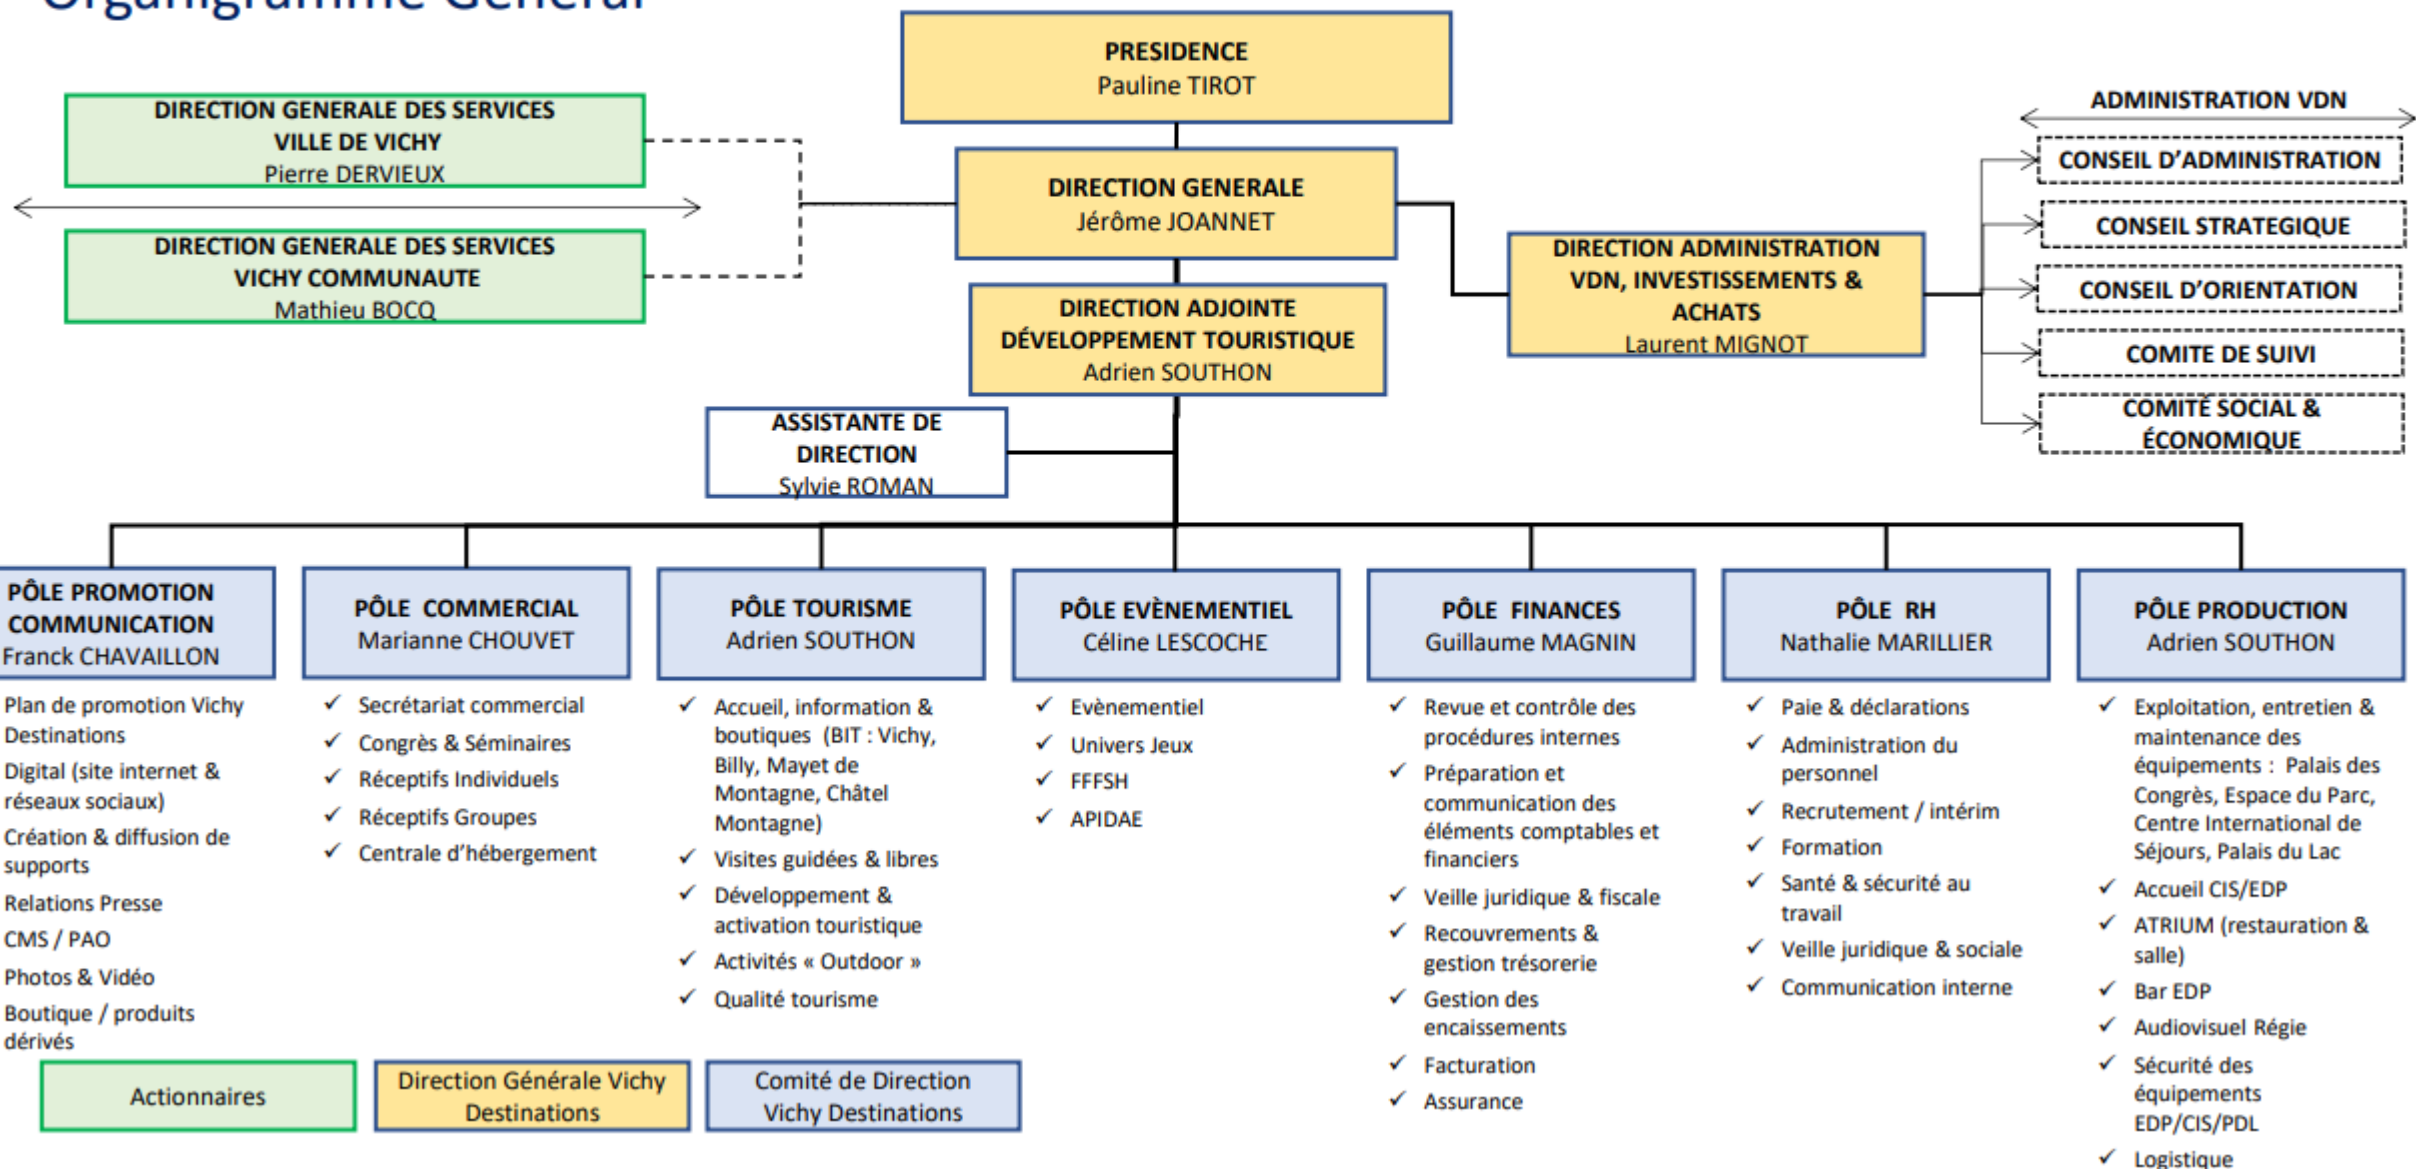 Organigramme Général
PRESIDENCE
Pauline TIROT
DIRECTION GENERALE DES SERVICES
VILLE DE VICHY
Pierre DERVIEUX
DIRECTION GENERALE DES SERVICES
VICHY COMMUNAUTE
Mathieu BOCQ
DIRECTION GENERALE
Jérôme JOANNET
DIRECTION ADJOINTE
DÉVELOPPEMENT TOURISTIQUE
Adrien SOUTHON
DIRECTION ADMINISTRATION
VDN, INVESTISSEMENTS &
ACHATS
Laurent MIGNOT
ADMINISTRATION VDN
CONSEIL D’ADMINISTRATION
CONSEIL STRATEGIQUE
CONSEIL D’ORIENTATION
COMITE DE SUIVI
COMITÉ SOCIAL &
ÉCONOMIQUE
ASSISTANTE DE
DIRECTION
Sylvie ROMAN
PÔLE PROMOTION
COMMUNICATION
Franck CHAVAILLON
Plan de promotion Vichy
Destinations
Digital (site internet &
réseaux sociaux)
Création & diffusion de
supports
Relations Presse
CMS / PAO
Photos & Vidéo
Boutique / produits
dérivés
PÔLE COMMERCIAL
Marianne CHOUVET
✓ Secrétariat commercial
✓ Congrès & Séminaires
✓ Réceptifs Individuels
✓ Réceptifs Groupes
✓ Centrale d’hébergement
PÔLE TOURISME
Adrien SOUTHON
✓ Accueil, information &
boutiques (BIT : Vichy,
Billy, Mayet de
Montagne, Châtel
Montagne)
✓ Visites guidées & libres
✓ Développement &
activation touristique
✓ Activités « Outdoor »
✓ Qualité tourisme
PÔLE EVÈNEMENTIEL
Céline LESCOCHE
✓ Evènementiel
✓ Univers Jeux
✓ FFFSH
✓ APIDAE
PÔLE FINANCES
Guillaume MAGNIN
✓ Revue et contrôle des
procédures internes
✓ Préparation et
communication des
éléments comptables et
financiers
✓ Veille juridique & fiscale
✓ Recouvrements &
gestion trésorerie
✓ Gestion des
encaissements
✓ Facturation
✓ Assurance
PÔLE RH
Nathalie MARILLIER
✓ Paie & déclarations
✓ Administration du
personnel
✓ Recrutement / intérim
✓ Formation
✓ Santé & sécurité au
travail
✓ Veille juridique & sociale
✓ Communication interne
PÔLE PRODUCTION
Adrien SOUTHON
✓ Exploitation, entretien &
maintenance des
équipements : Palais des
Congrès, Espace du Parc,
Centre International de
Séjours, Palais du Lac
✓ Accueil CIS/EDP
✓ ATRIUM (restauration &
salle)
✓ Bar EDP
✓ Audiovisuel Régie
✓ Sécurité des
équipements
EDP/CIS/PDL
✓ Logistique
Actionnaires
Direction Générale Vichy
Destinations
Comité de Direction
Vichy Destinations